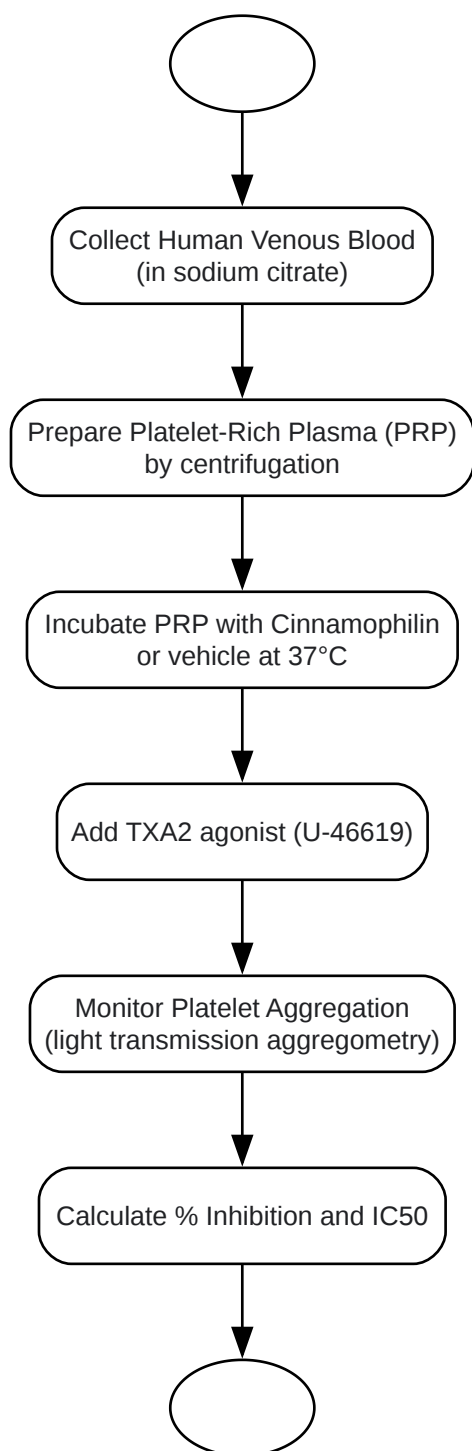 Collect Human Venous Blood
(in sodium citrate)
Prepare Platelet-Rich Plasma (PRP)
by centrifugation
Incubate PRP with Cinnamophilin
or vehicle at 37°C
Add TXA2 agonist (U-46619)
Monitor Platelet Aggregation
(light transmission aggregometry)
Calculate % Inhibition and IC50